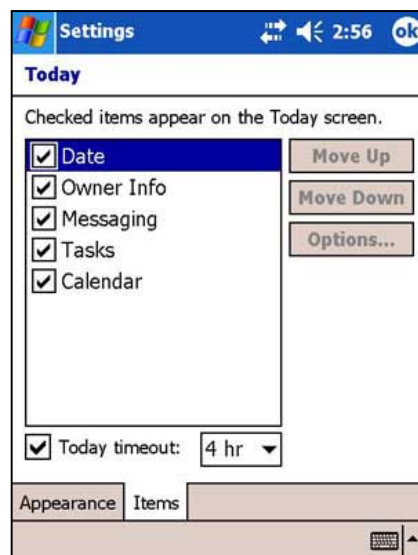 Settings 2:56 ok
Today
Checked items appear on the Today screen.
Date
Owner Info
Messaging
Tasks
Calendar
Move Up
Move Down
Options...
Today timeout: 4 hr
Appearance Items